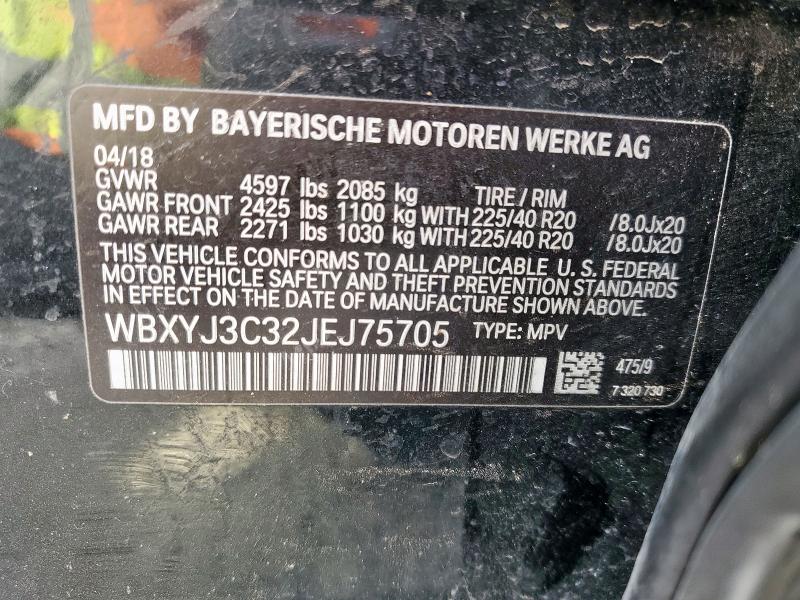 MFD BY BAYERISCHE MOTOREN WERKE AG
04/18
GVWR 4597 lbs 2085 kg TIRE / RIM
GAWR FRONT 2425 lbs 1100 kg WITH 225/40 R20 /8.0Jx20
GAWR REAR 2271 lbs 1030 kg WITH 225/40 R20 /8.0Jx20
THIS VEHICLE CONFORMS TO ALL APPLICABLE U. S. FEDERAL
MOTOR VEHICLE SAFETY AND THEFT PREVENTION STANDARDS
IN EFFECT ON THE DATE OF MANUFACTURE SHOWN ABOVE.
WBXYJ3C32JEJ75705 TYPE: MPV
475/9
7 320 730